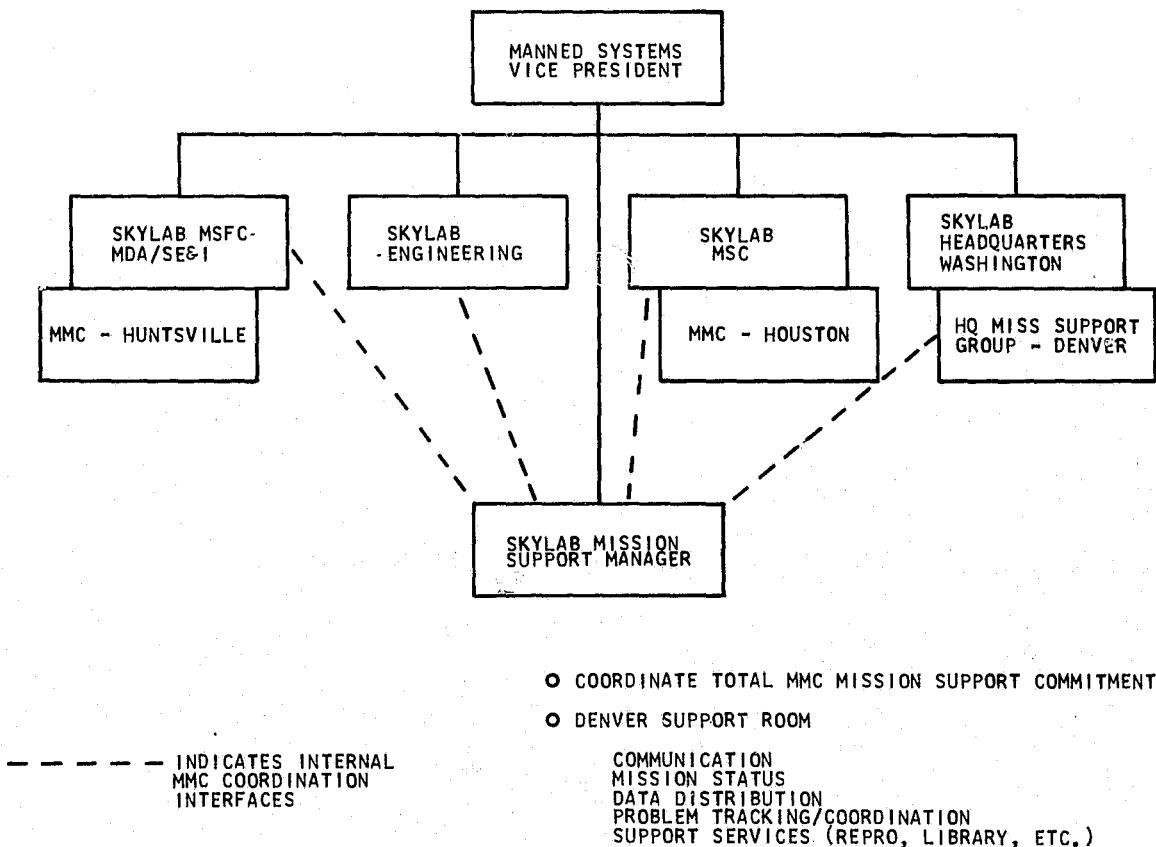 MANNED SYSTEMS
VICE PRESIDENT
SKYLAB MSFC-
MDA/SE&I
SKYLAB
-ENGINEERING
SKYLAB
MSC
SKYLAB
HEADQUARTERS
WASHINGTON
MMC - HUNTSVILLE
MMC - HOUSTON
HQ MISS SUPPORT
GROUP - DENVER
SKYLAB MISSION
SUPPORT MANAGER
O COORDINATE TOTAL MMC MISSION SUPPORT COMMITMENT
O DENVER SUPPORT ROOM
COMMUNICATION
MISSION STATUS
DATA DISTRIBUTION
PROBLEM TRACKING/COORDINATION
SUPPORT SERVICES (REPRO, LIBRARY, ETC.)
INDICATES INTERNAL
MMC COORDINATION
INTERFACES